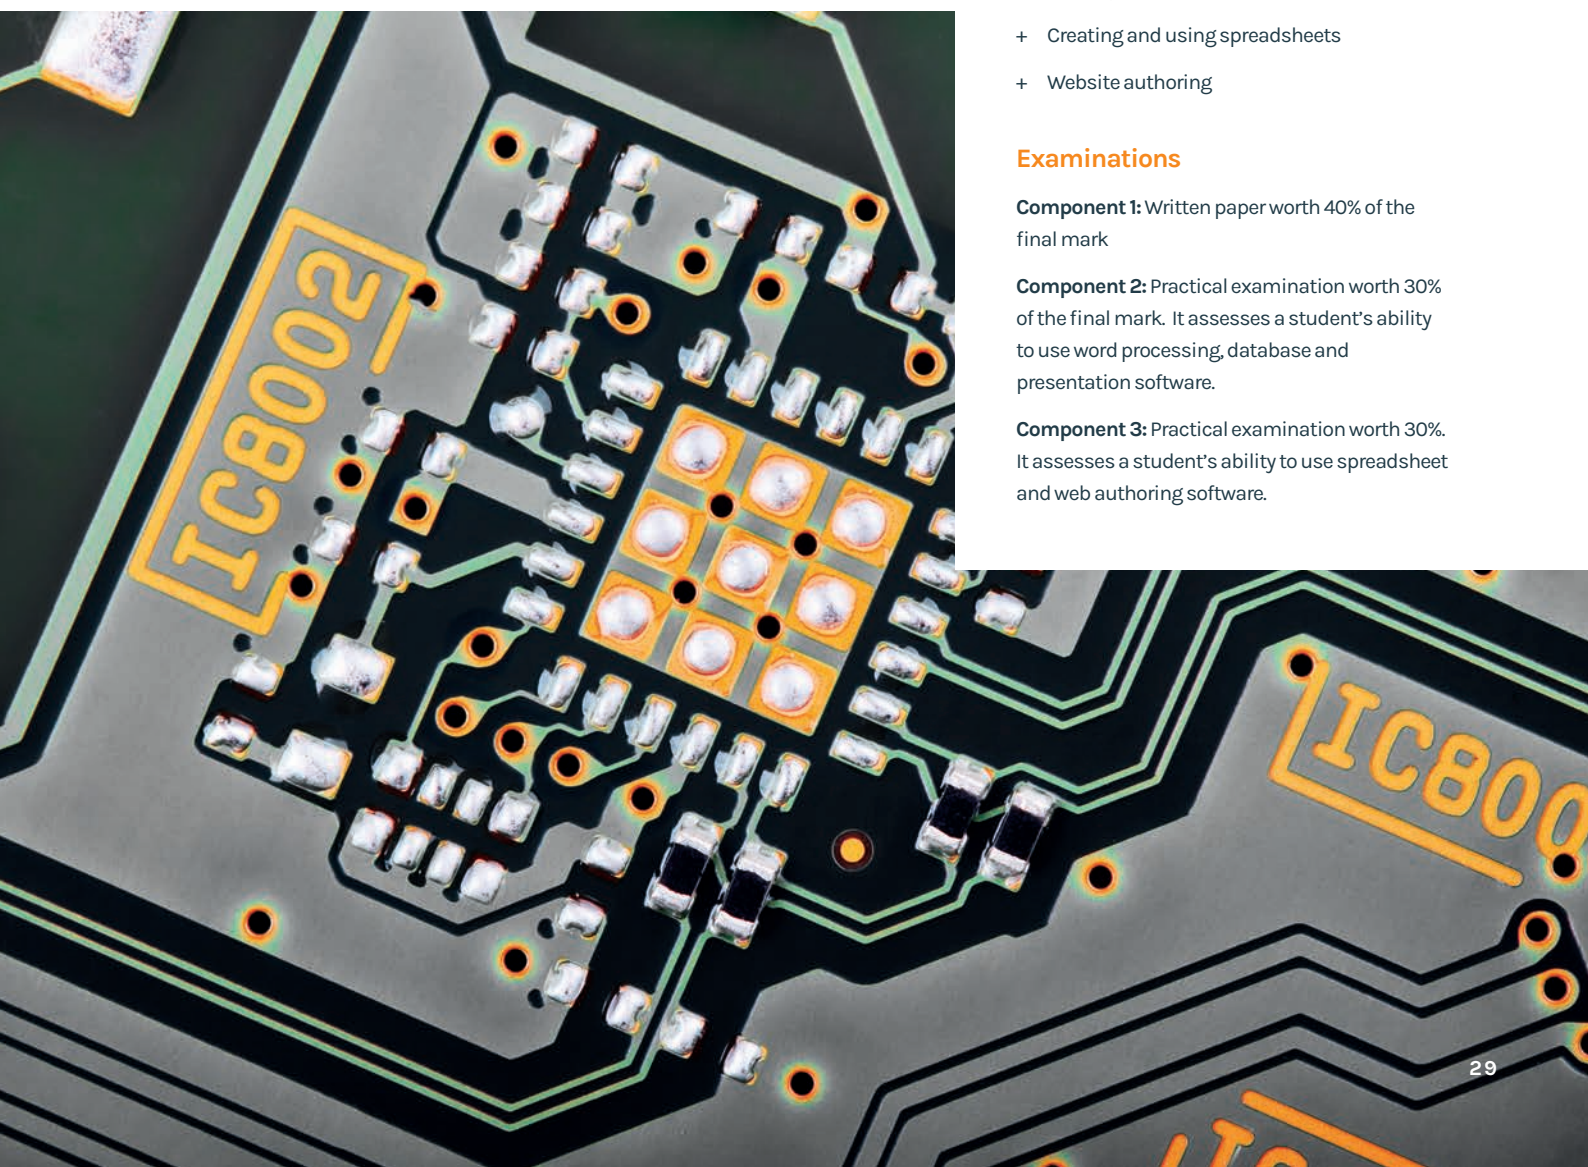 + Creating and using spreadsheets
+ Website authoring
Examinations
Component 1: Written paper worth 40% of the
final mark
Component 2: Practical examination worth 30%
of the final mark. It assesses a student's ability
to use word processing, database and
presentation software.
Component 3: Practical examination worth 30%.
It assesses a student's ability to use spreadsheet
and web authoring software.
IC8002
IC800
29